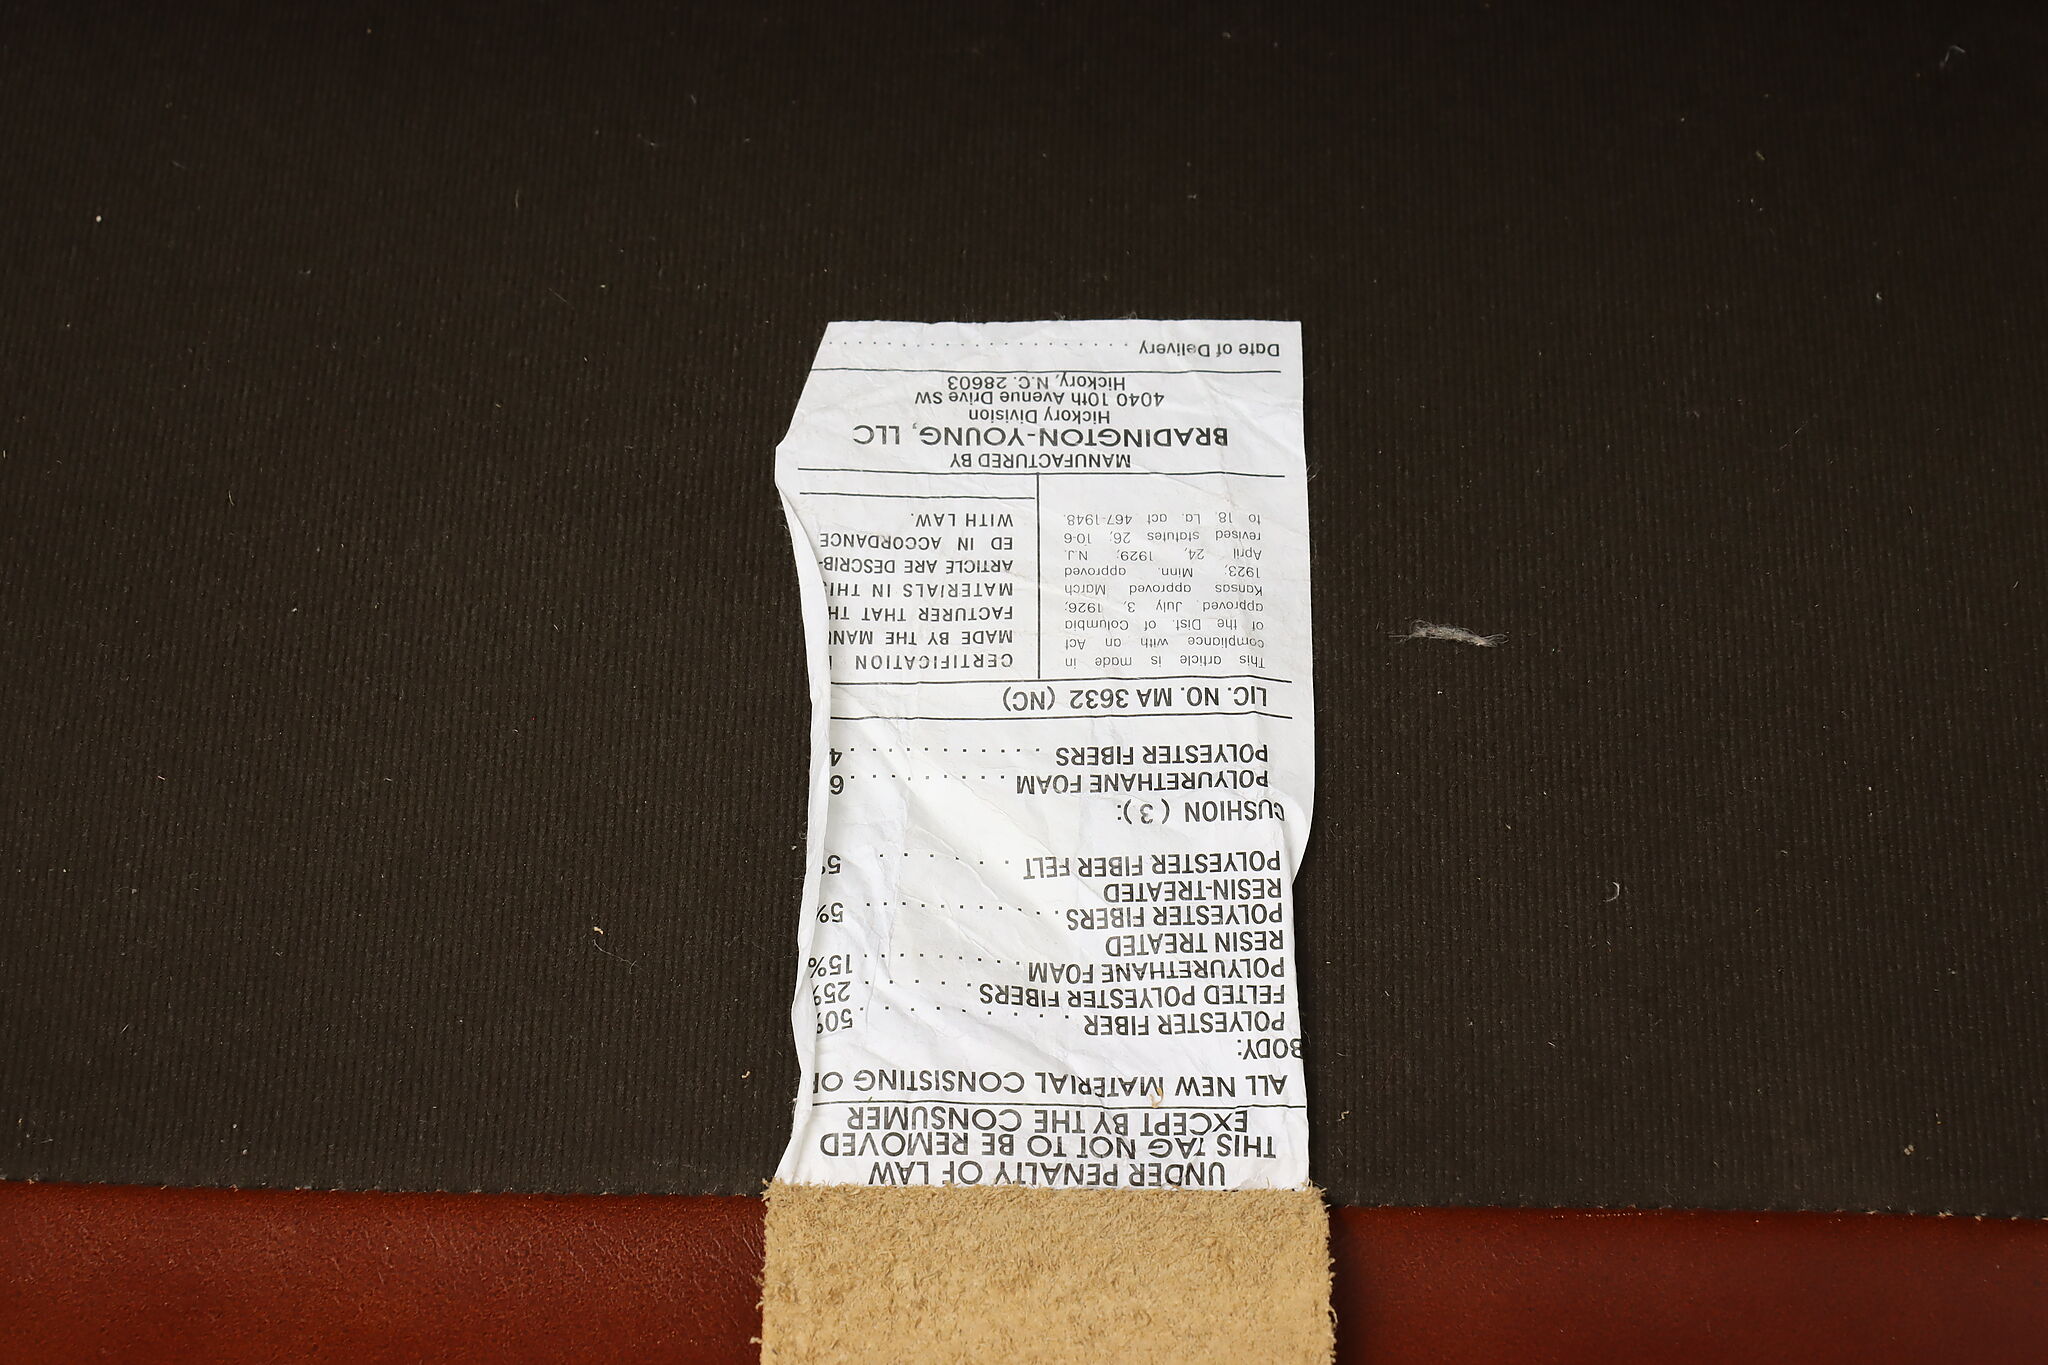 UNDER PENALTY OF LAW
THIS TAG NOT TO BE REMOVED
EXCEPT BY THE CONSUMER
ALL NEW MATERIAL CONSISTING
BODY:
POLYESTER FIBER . . . . . . . . . . . 50%
FELTED POLYESTER FIBERS . . . . . . 25%
POLYURETHANE FOAM . . . . . . . . . 15%
RESIN TREATED
POLYESTER FIBERS . . . . . . . . . . . 5%
RESIN-TREATED
POLYESTER FIBER FELT . . . . . . 5
CUSHION (3):
POLYURETHANE FOAM . . . . . . . . . . 6
POLYESTER FIBERS . . . . . . . . . . . . 4
LIC. NO. MA 3632 (NC)
This article is made in
compliance with an Act
of the Dist. of Columbia
approved, July 3, 1926;
Kansas approved March
1923; Minn. approved
April 24, 1929; N.J.
revised statutes 26; 10-6
to 18. La. act 467-1948.
CERTIFICATION
MADE BY THE
FACTURER THAT
MATERIALS IN
ARTICLE ARE DESCRIB-
ED IN ACCORDANCE
WITH LAW.
MANUFACTURED BY
BRADINGTON-YOUNG, LLC
Hickory Division
4040 10th Avenue Drive SW
Hickory, N.C. 28603
Date of Delivery . . . . . . . . . . . . . . . . . . . . . . .